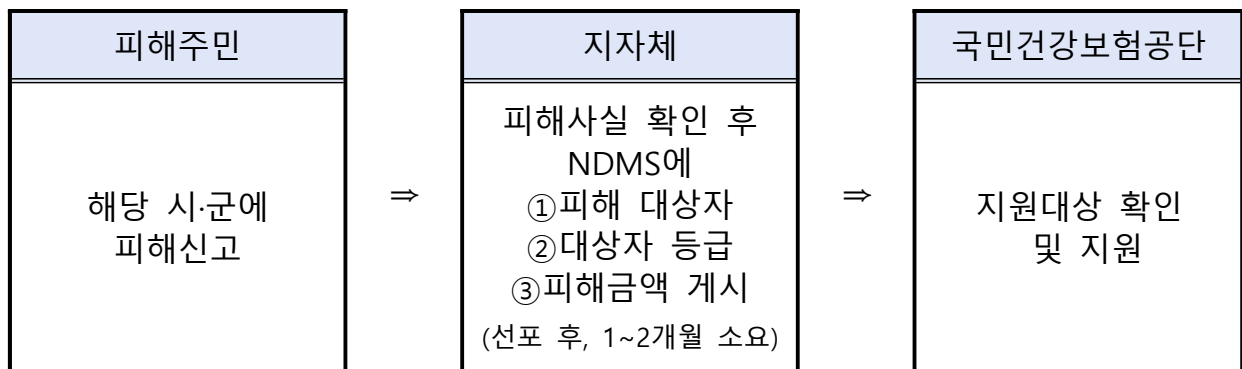 피해주민
해당 시·군에
피해신고
⇒
지자체
피해사실 확인 후
NDMS에
①피해 대상자
②대상자 등급
③피해금액 게시
(선포 후, 1~2개월 소요)
⇒
국민건강보험공단
지원대상 확인
및 지원